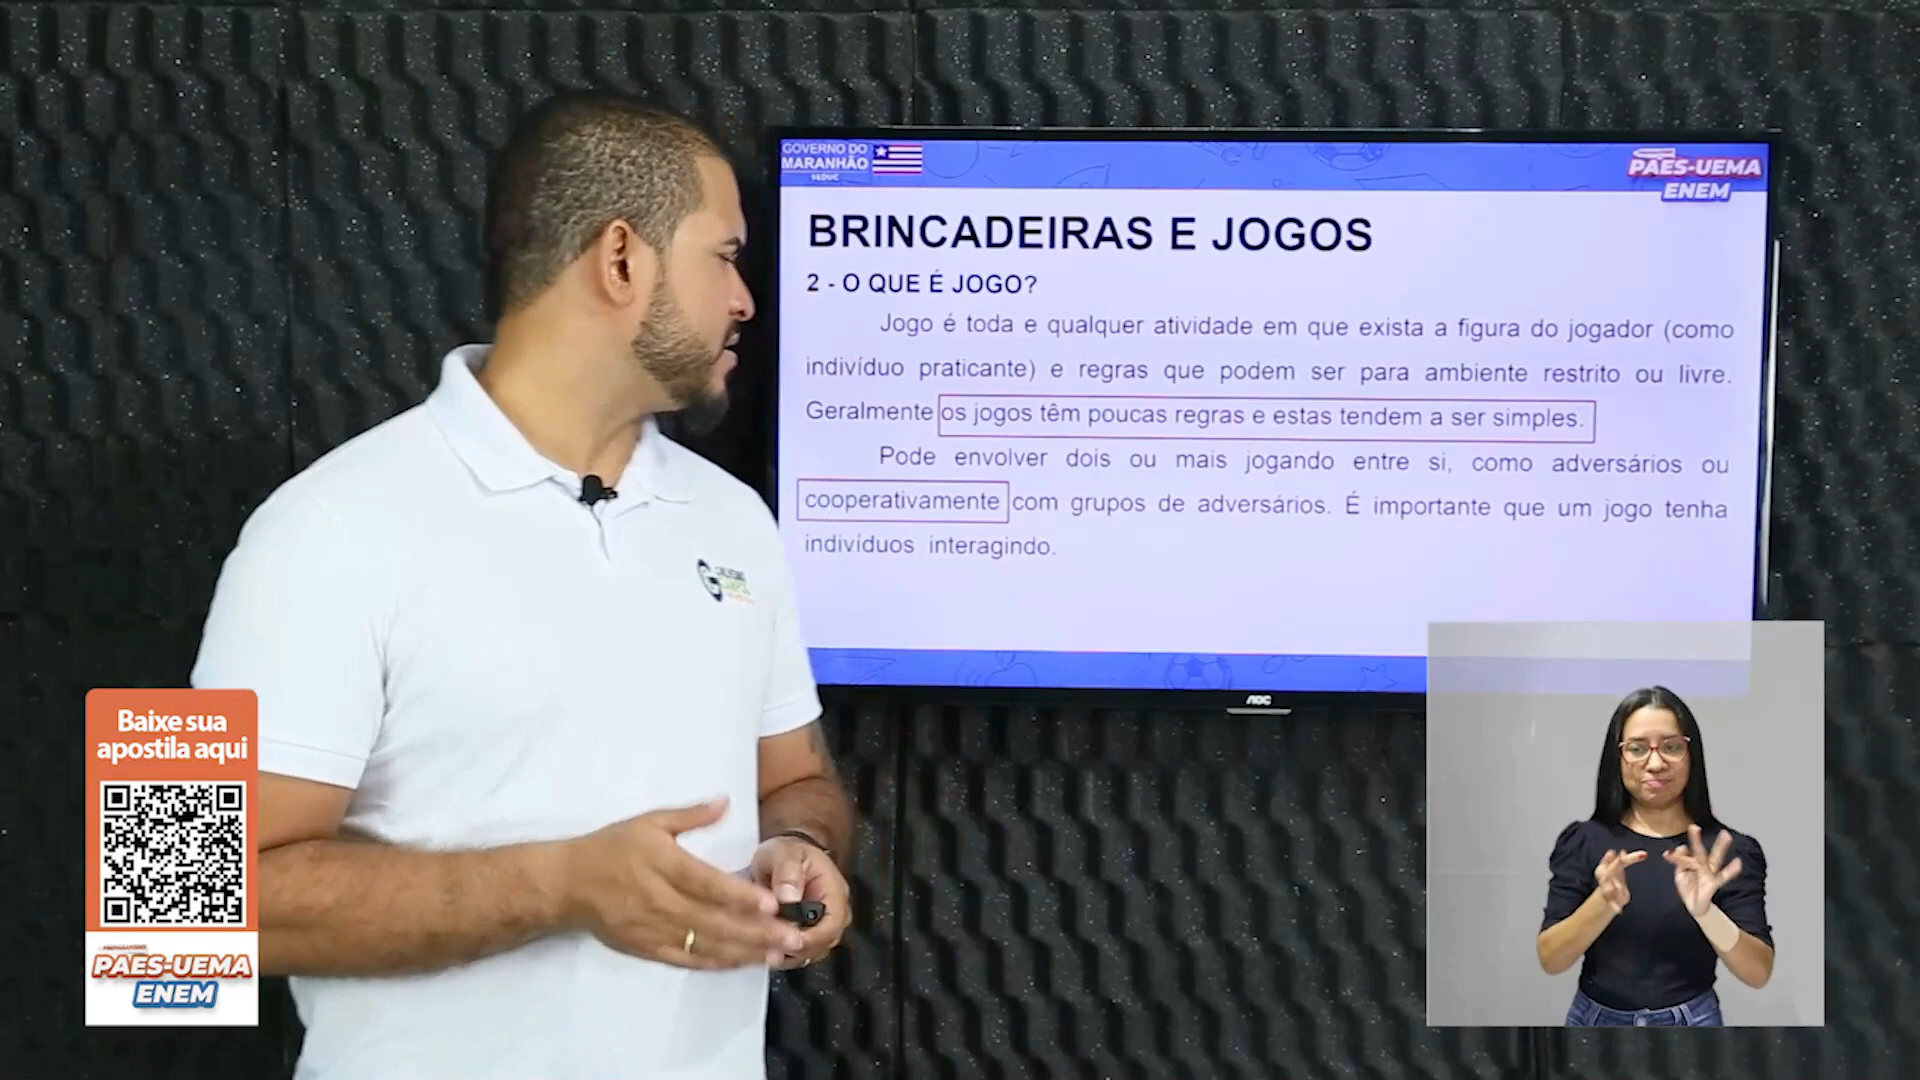 GOVERNO DO
MARANHÃO
SEDUC
PAES-UEMA
ENEM
BRINCADEIRAS E JOGOS
2 - O QUE É JOGO?
Jogo é toda e qualquer atividade em que exista a figura do jogador (como
indivíduo praticante) e regras que podem ser para ambiente restrito ou livre.
Geralmente os jogos têm poucas regras e estas tendem a ser simples.
Pode envolver dois ou mais jogando entre si, como adversários ou
cooperativamente com grupos de adversários. É importante que um jogo tenha
indivíduos interagindo.
AOC
Baixe sua
apostila aqui
PREPARATÓRIO
PAES-UEMA
ENEM